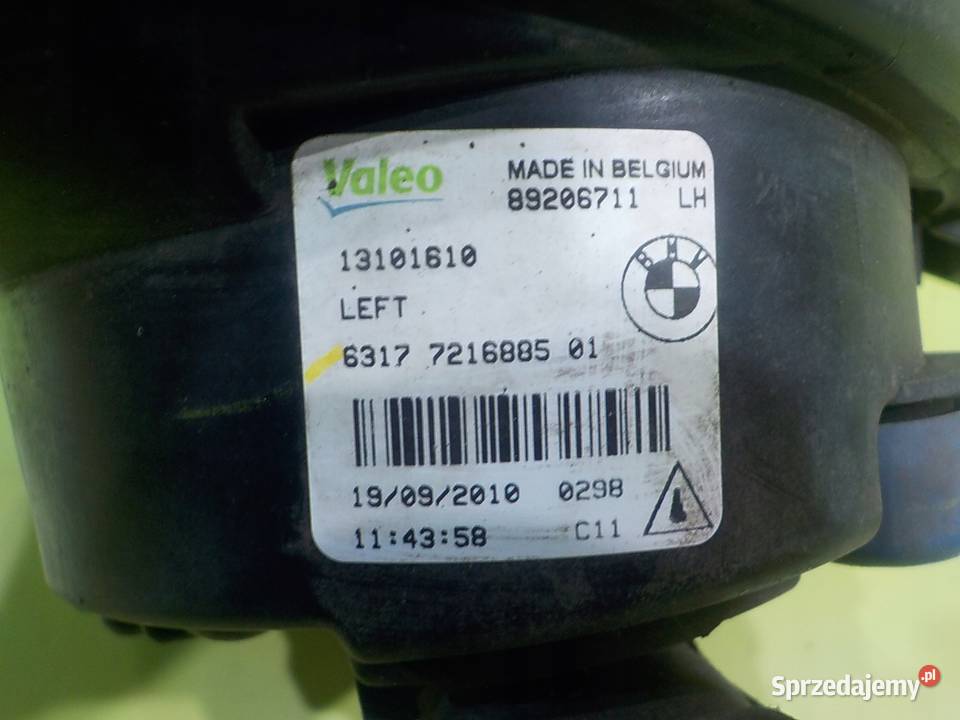 Valeo
MADE IN BELGIUM
89206711 LH
13101610
BMW
LEFT
6317 7216885 01
19/09/2010 0298
11:43:58 C11
Sprzedajemy.pl